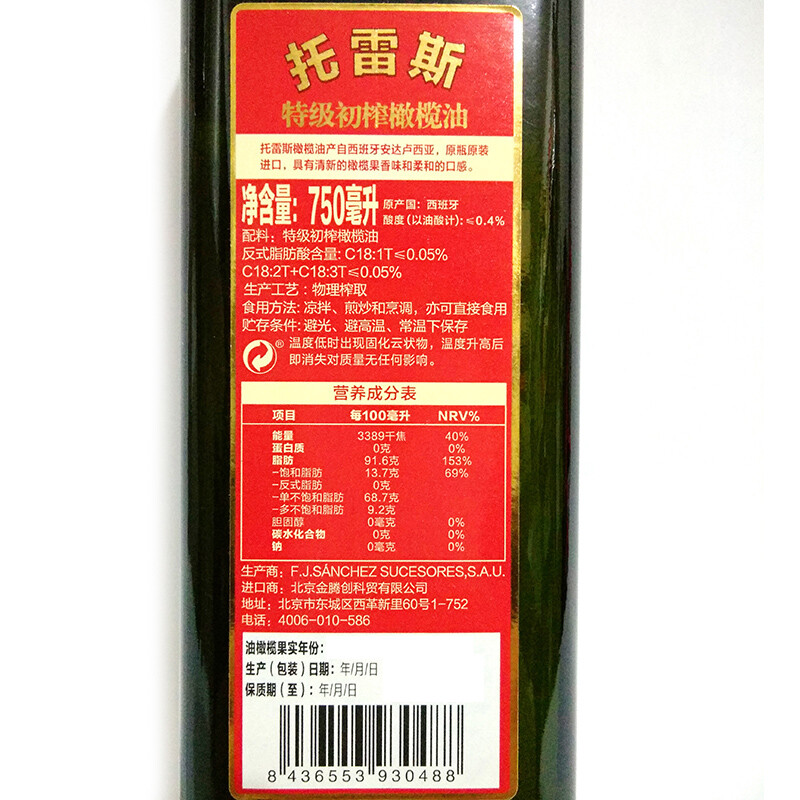 托雷斯
特级初榨橄榄油
托雷斯橄榄油产自西班牙安达卢西亚,原瓶原装
进口,具有清新的橄榄果香味和柔和的口感。
净含量:750毫升 原产国:西班牙
酸度(以油酸计):≤0.4%
配料:特级初榨橄榄油
反式脂肪酸含量: C18:1T≤0.05%
C18:2T+C18:3T≤0.05%
生产工艺:物理榨取
食用方法: 凉拌、煎炒和烹调,亦可直接食用
贮存条件: 避光、避高温、常温下保存
® 温度低时出现固化云状物,温度升高后
即消失对质量无任何影响。
营养成分表
项目 每100毫升 NRV%
能量 3389千焦 40%
蛋白质 0克 0%
脂肪 91.6克 153%
-饱和脂肪 13.7克 69%
-反式脂肪 0克
-单不饱和脂肪 68.7克
-多不饱和脂肪 9.2克
胆固醇 0毫克 0%
碳水化合物 0克 0%
钠 0毫克 0%
生产商: F.J.SÁNCHEZ SUCESORES,S.A.U.
进口商: 北京金腾创科贸有限公司
地址: 北京市东城区西革新里60号1-752
电话: 4006-010-586
油橄榄果实年份:
生产(包装)日期: 年/月/日
保质期(至): 年/月/日
8 436553 930488